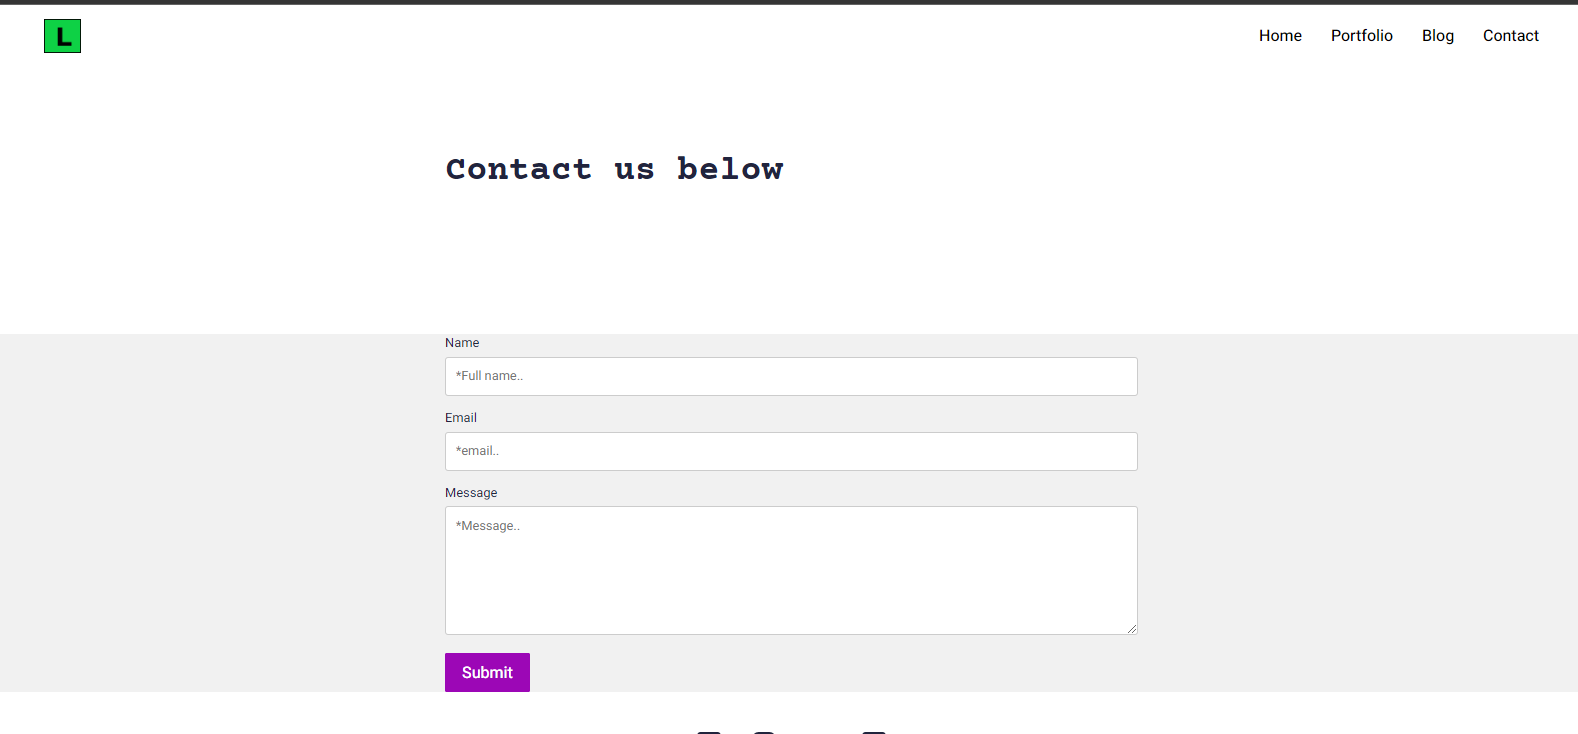 L
Home Portfolio Blog Contact
Contact us below
Name
*Full name..
Email
*email..
Message
*Message..
Submit